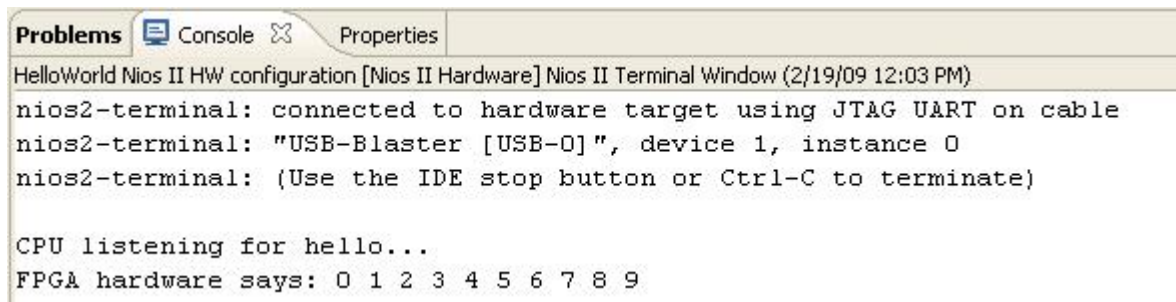 Problems Console Properties
HelloWorld Nios II HW configuration [Nios II Hardware] Nios II Terminal Window (2/19/09 12:03 PM)
nios2-terminal: connected to hardware target using JTAG UART on cable
nios2-terminal: "USB-Blaster [USB-0]", device 1, instance 0
nios2-terminal: (Use the IDE stop button or Ctrl-C to terminate)
CPU listening for hello...
FPGA hardware says: 0 1 2 3 4 5 6 7 8 9